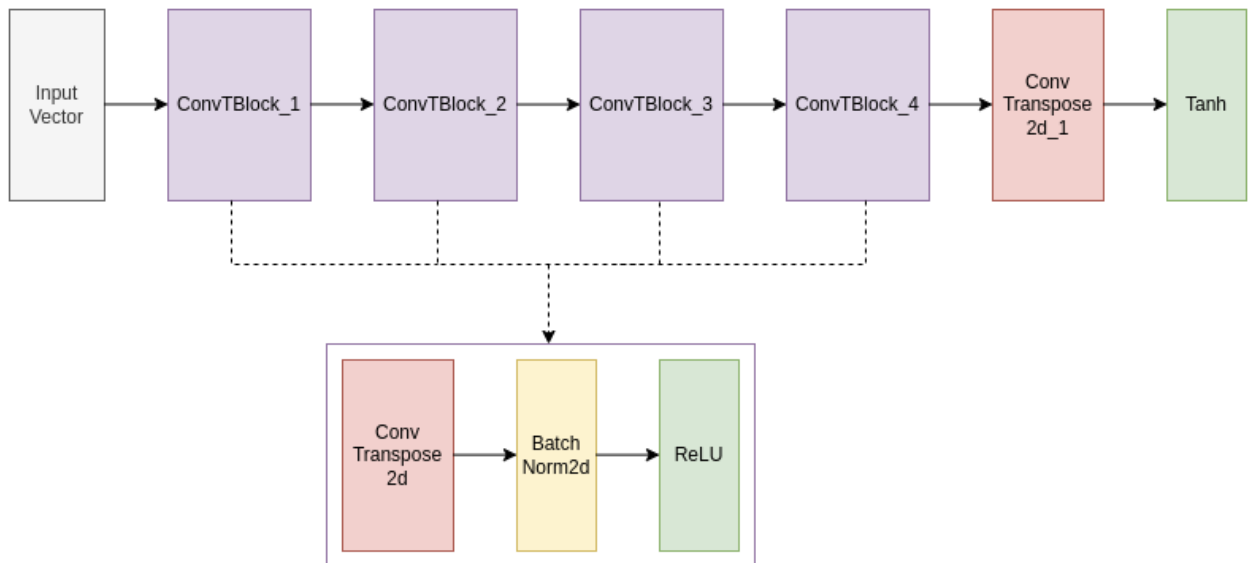 Input
Vector
ConvTBlock_1
ConvTBlock_2
ConvTBlock_3
ConvTBlock_4
Conv
Transpose
2d_1
Tanh
Conv
Transpose
2d
Batch
Norm2d
ReLU